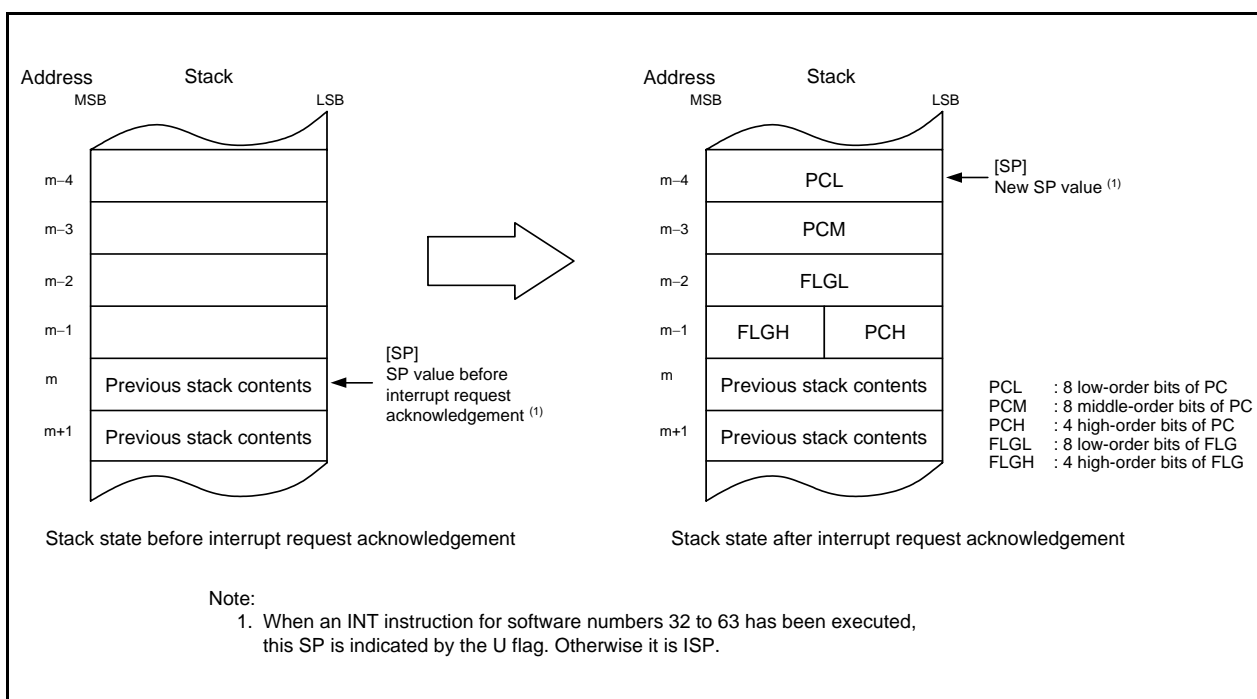 Address Stack
MSB LSB
m–4
m–3
m–2
m–1
m Previous stack contents
m+1 Previous stack contents
[SP]
SP value before
interrupt request
acknowledgement (1)
Stack state before interrupt request acknowledgement
Address Stack
MSB LSB
m–4 PCL
m–3 PCM
m–2 FLGL
m–1 FLGH PCH
m Previous stack contents
m+1 Previous stack contents
[SP]
New SP value (1)
PCL : 8 low-order bits of PC
PCM : 8 middle-order bits of PC
PCH : 4 high-order bits of PC
FLGL : 8 low-order bits of FLG
FLGH : 4 high-order bits of FLG
Stack state after interrupt request acknowledgement
Note:
1. When an INT instruction for software numbers 32 to 63 has been executed,
this SP is indicated by the U flag. Otherwise it is ISP.